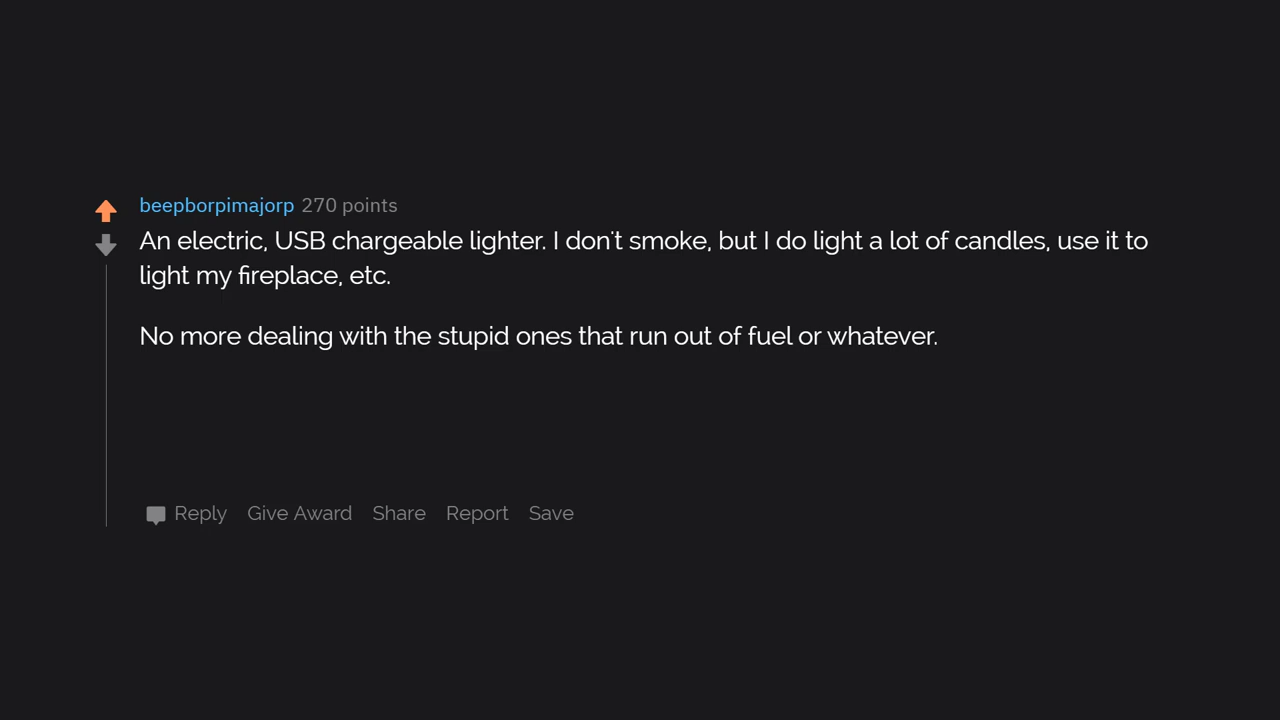 beepborpimajorp 270 points
An electric, USB chargeable lighter. I don't smoke, but I do light a lot of candles, use it to
light my fireplace, etc.
No more dealing with the stupid ones that run out of fuel or whatever.
Reply Give Award Share Report Save